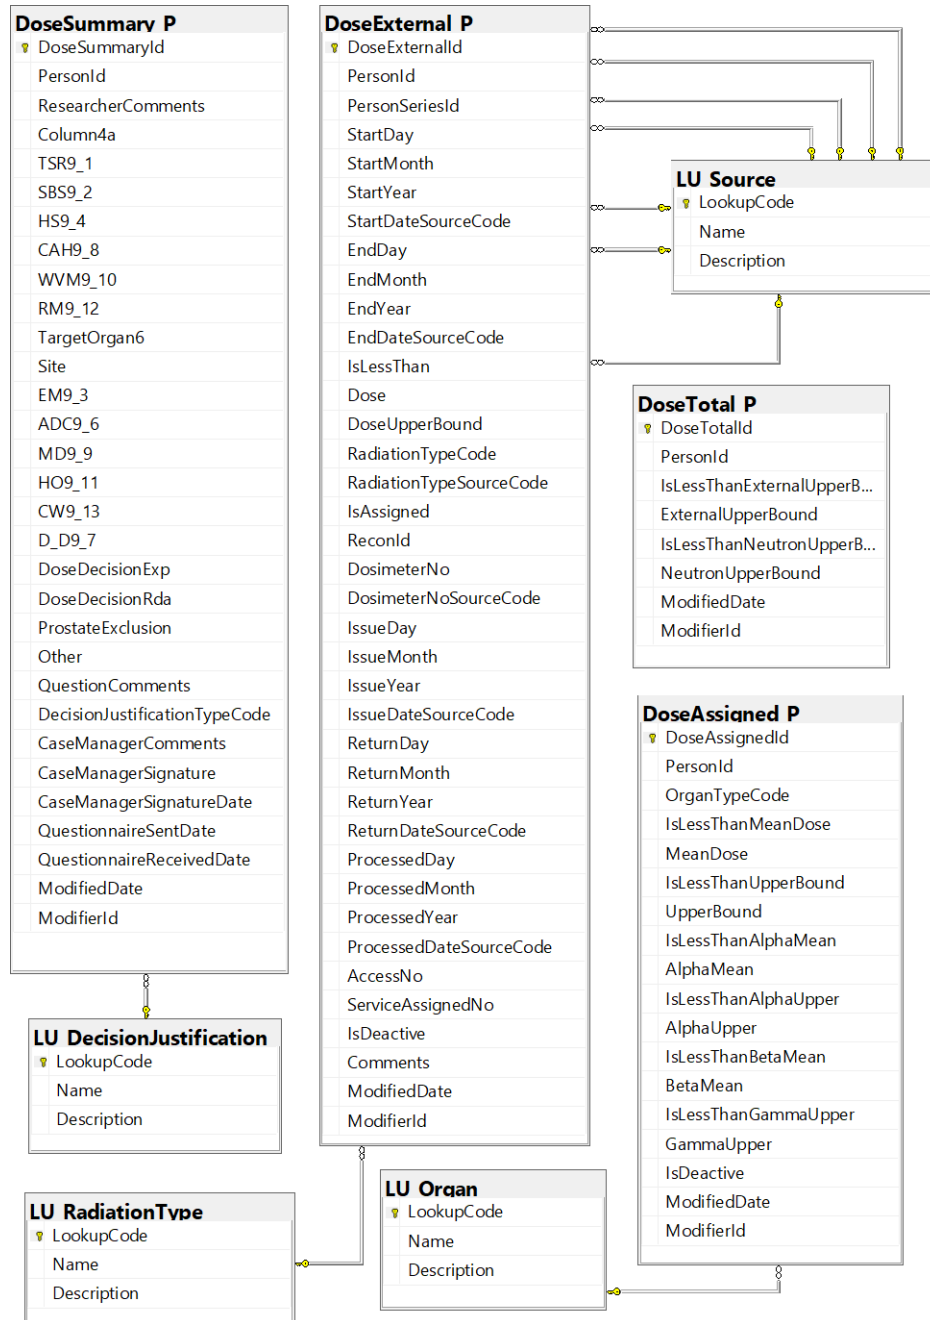 DoseSummary_P
DoseSummaryId
PersonId
ResearcherComments
Column4a
TSR9_1
SBS9_2
HS9_4
CAH9_8
WVM9_10
RM9_12
TargetOrgan6
Site
EM9_3
ADC9_6
MD9_9
HO9_11
CW9_13
D_D9_7
DoseDecisionExp
DoseDecisionRda
ProstateExclusion
Other
QuestionComments
DecisionJustificationTypeCode
CaseManagerComments
CaseManagerSignature
CaseManagerSignatureDate
QuestionnaireSentDate
QuestionnaireReceivedDate
ModifiedDate
ModifierId
LU_DecisionJustification
LookupCode
Name
Description
LU_RadiationType
LookupCode
Name
Description
DoseExternal_P
DoseExternalId
PersonId
PersonSeriesId
StartDay
StartMonth
StartYear
StartDateSourceCode
EndDay
EndMonth
EndYear
EndDateSourceCode
IsLessThan
Dose
DoseUpperBound
RadiationTypeCode
RadiationTypeSourceCode
IsAssigned
ReconId
DosimeterNo
DosimeterNoSourceCode
IssueDay
IssueMonth
IssueYear
IssueDateSourceCode
ReturnDay
ReturnMonth
ReturnYear
ReturnDateSourceCode
ProcessedDay
ProcessedMonth
ProcessedYear
ProcessedDateSourceCode
AccessNo
ServiceAssignedNo
IsDeactive
Comments
ModifiedDate
ModifierId
LU_Organ
LookupCode
Name
Description
LU_Source
LookupCode
Name
Description
DoseTotal_P
DoseTotalId
PersonId
IsLessThanExternalUpperB...
ExternalUpperBound
IsLessThanNeutronUpperB...
NeutronUpperBound
ModifiedDate
ModifierId
DoseAssigned_P
DoseAssignedId
PersonId
OrganTypeCode
IsLessThanMeanDose
MeanDose
IsLessThanUpperBound
UpperBound
IsLessThanAlphaMean
AlphaMean
IsLessThanAlphaUpper
AlphaUpper
IsLessThanBetaMean
BetaMean
IsLessThanGammaUpper
GammaUpper
IsDeactive
ModifiedDate
ModifierId